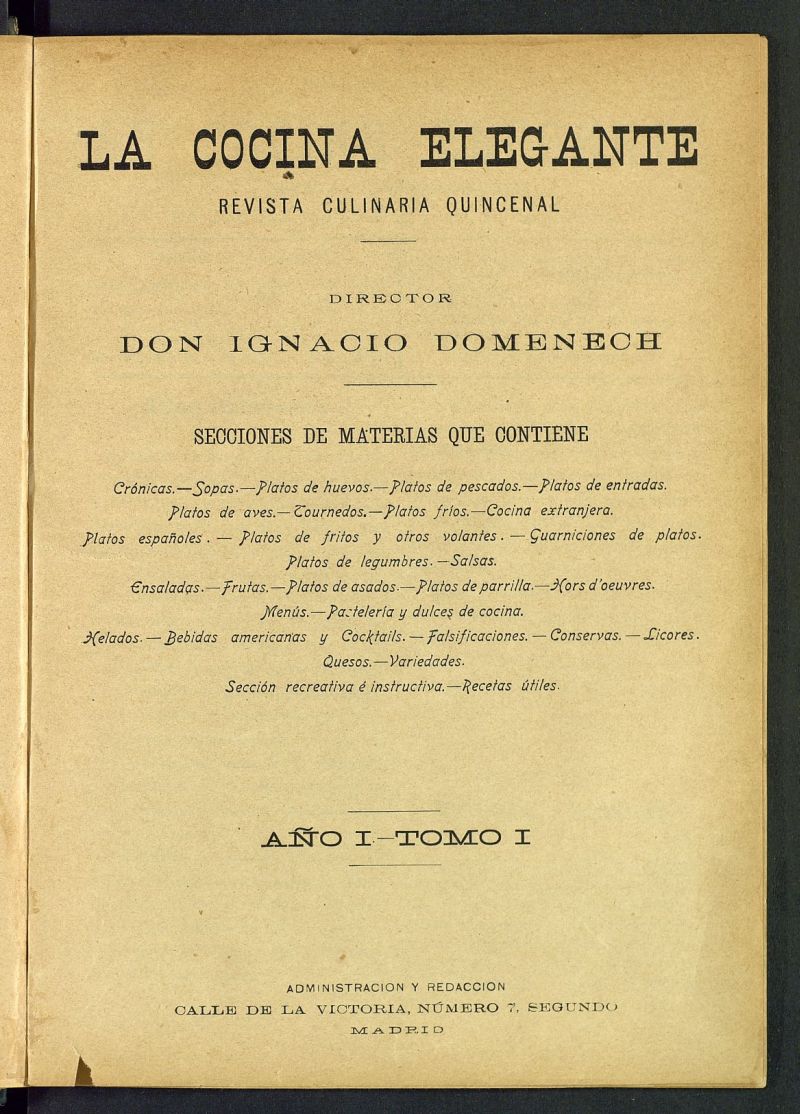 LA COCINA ELEGANTE
REVISTA CULINARIA QUINCENAL
DIRECTOR
DON IGNACIO DOMENECH
SECCIONES DE MATERIAS QUE CONTIENE
Crónicas.—Sopas.—Platos de huevos.—Platos de pescados.—Platos de entradas.
Platos de aves.—Tournedos.—Platos fríos.—Cocina extranjera.
Platos españoles.—Platos de fritos y otros volantes.—Guarniciones de platos.
Platos de legumbres.—Salsas.
Ensaladas.—Frutas.—Platos de asados.—Platos de parrilla.—Hors d'oeuvres.
Menús.—Pastelería y dulces de cocina.
Helados.—Bebidas americanas y Cocktails.—Falsificaciones.—Conservas.—Licores.
Quesos.—Variedades.
Sección recreativa é instructiva.—Recetas útiles.
AÑO I.—TOMO I
ADMINISTRACION Y REDACCION
CALLE DE LA VICTORIA, NÚMERO 7, SEGUNDO
MADRID